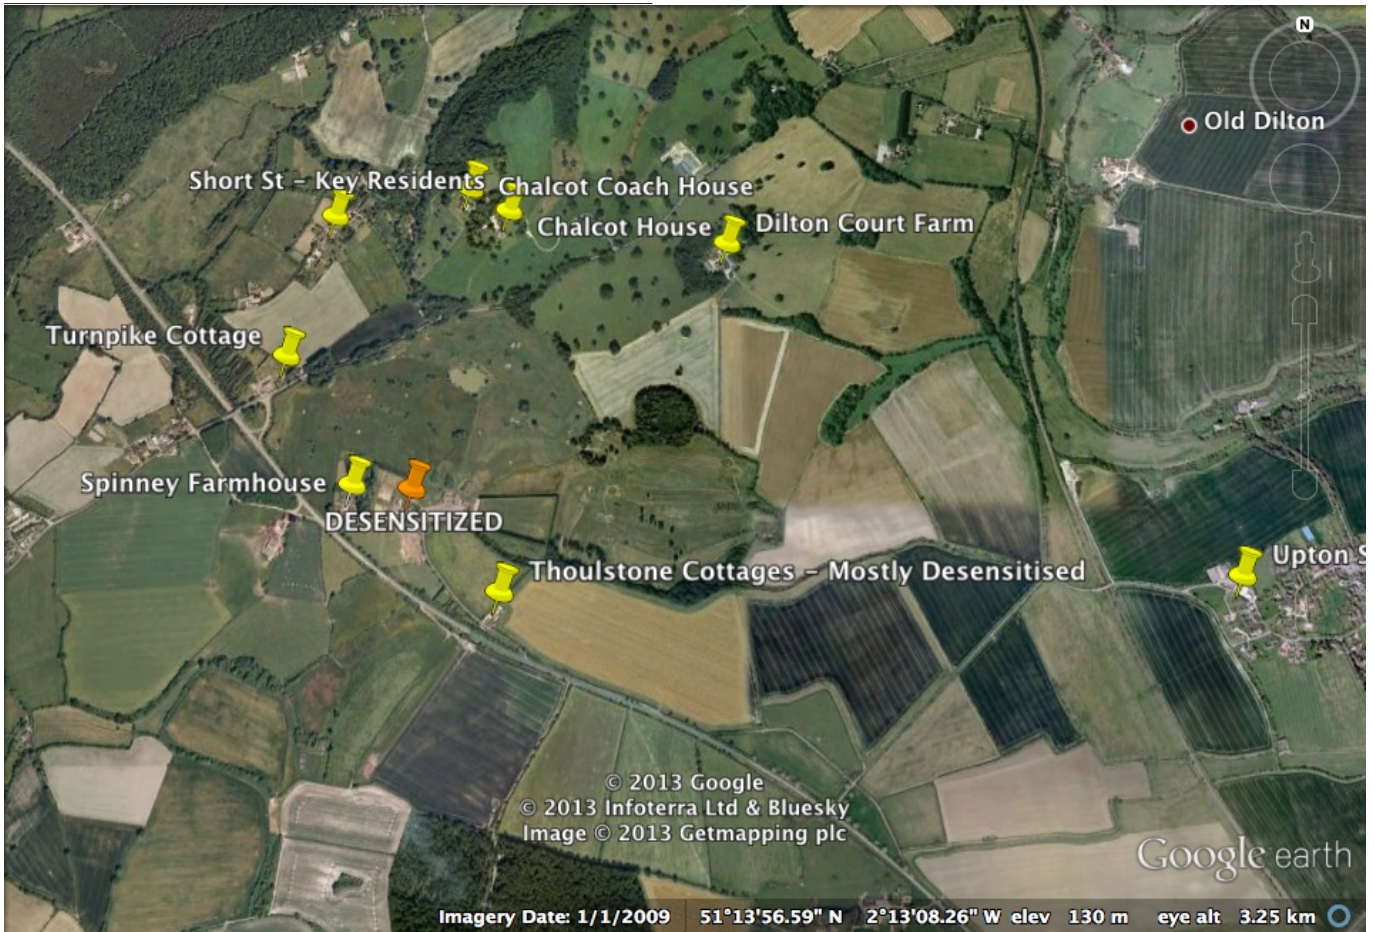 N
Old Dilton
Short St – Key Residents
Chalcot Coach House
Chalcot House
Dilton Court Farm
Turnpike Cottage
Spinney Farmhouse
DESENSITIZED
Upton S
Thoulstone Cottages – Mostly Desensitised
© 2013 Google
© 2013 Infoterra Ltd & Bluesky
Image © 2013 Getmapping plc
Google earth
Imagery Date: 1/1/2009 51°13'56.59" N 2°13'08.26" W elev 130 m eye alt 3.25 km